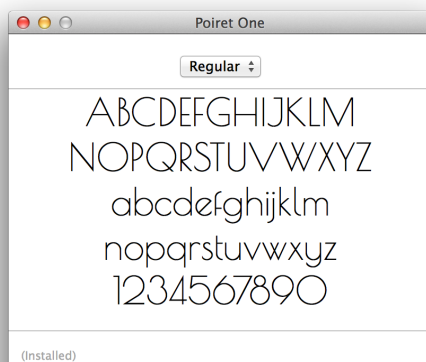 Poiret One
Regular
ABCDEFGHIJKLM
NOPQRSTUVWXYZ
abcdefghijklm
nopqrstuvwxyz
1234567890
(Installed)